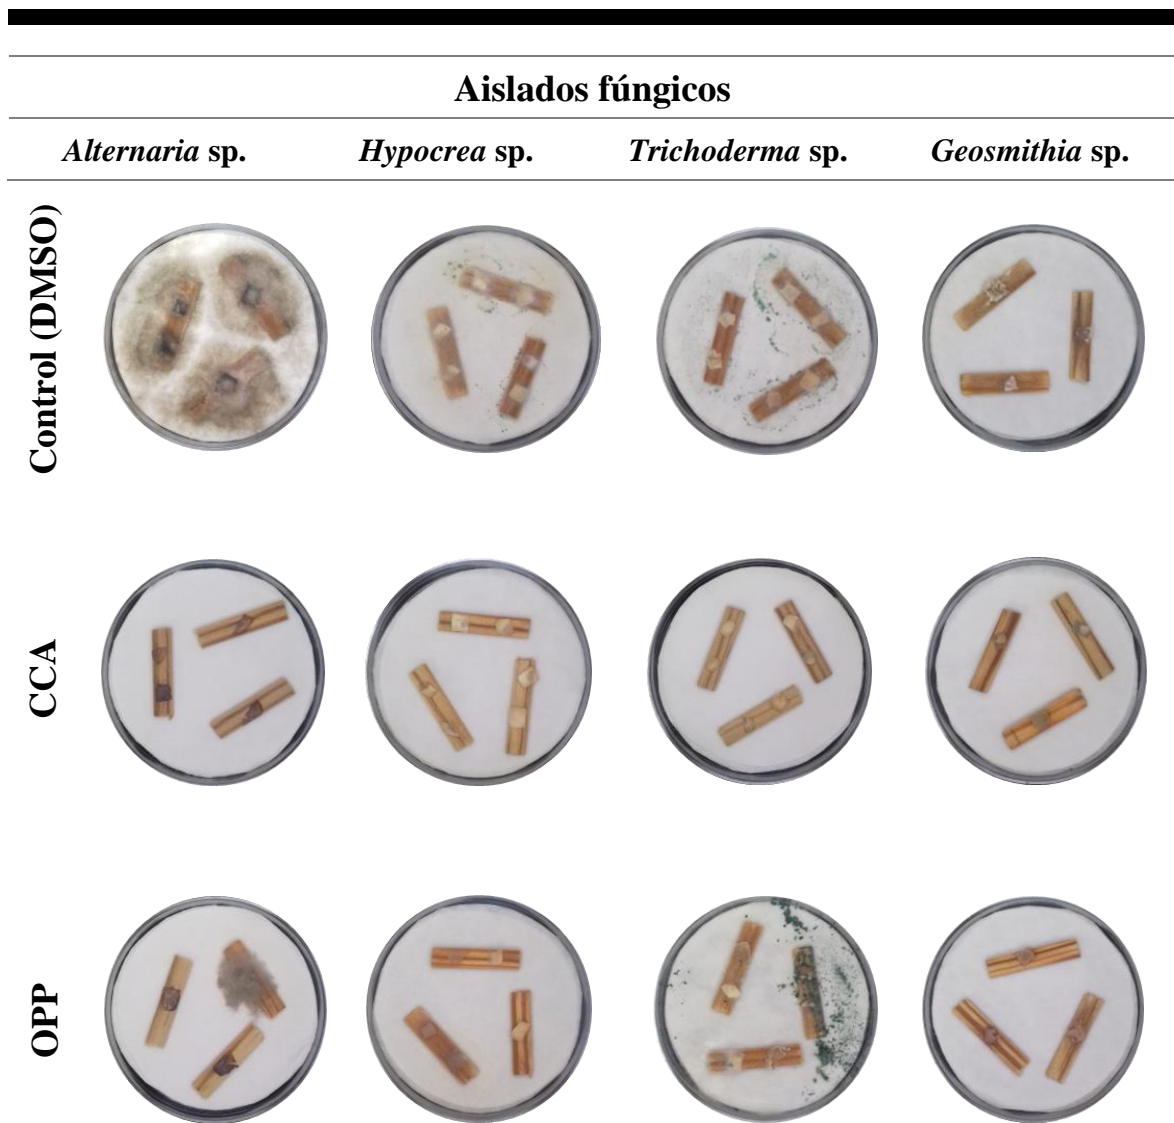 Aislados fúngicos
Alternaria sp. Hypocrea sp. Trichoderma sp. Geosmithia sp.
Control (DMSO)
CCA
OPP